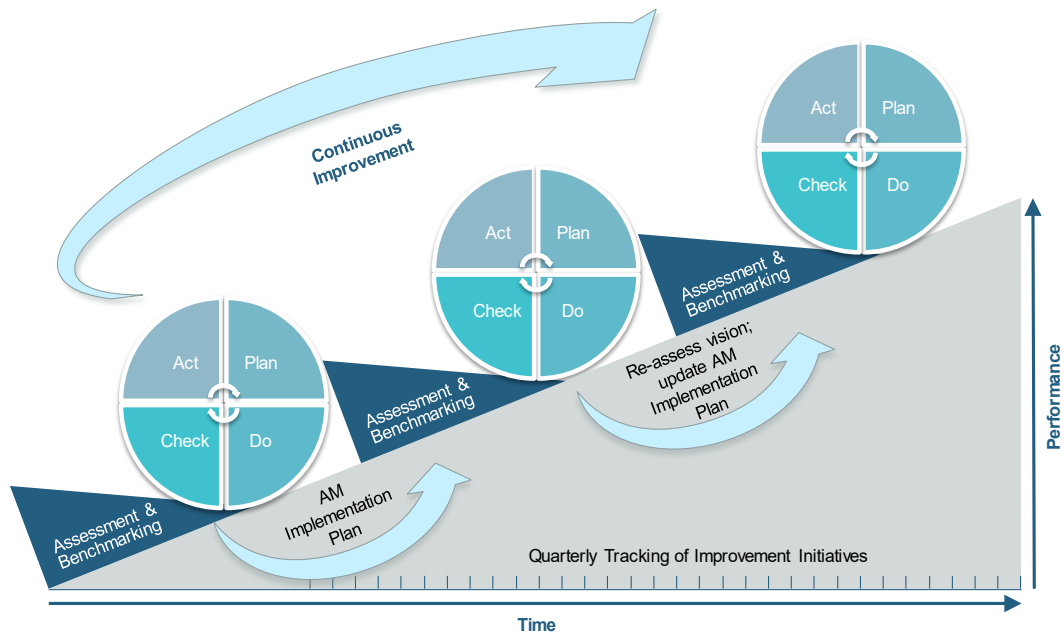 Continuous
Improvement
Act
Plan
Check
Do
Act
Plan
Check
Do
Act
Plan
Check
Do
Assessment &
Benchmarking
Assessment &
Benchmarking
Assessment &
Benchmarking
Re-assess vision;
update AM
Implementation
Plan
AM
Implementation
Plan
Performance
Quarterly Tracking of Improvement Initiatives
Time